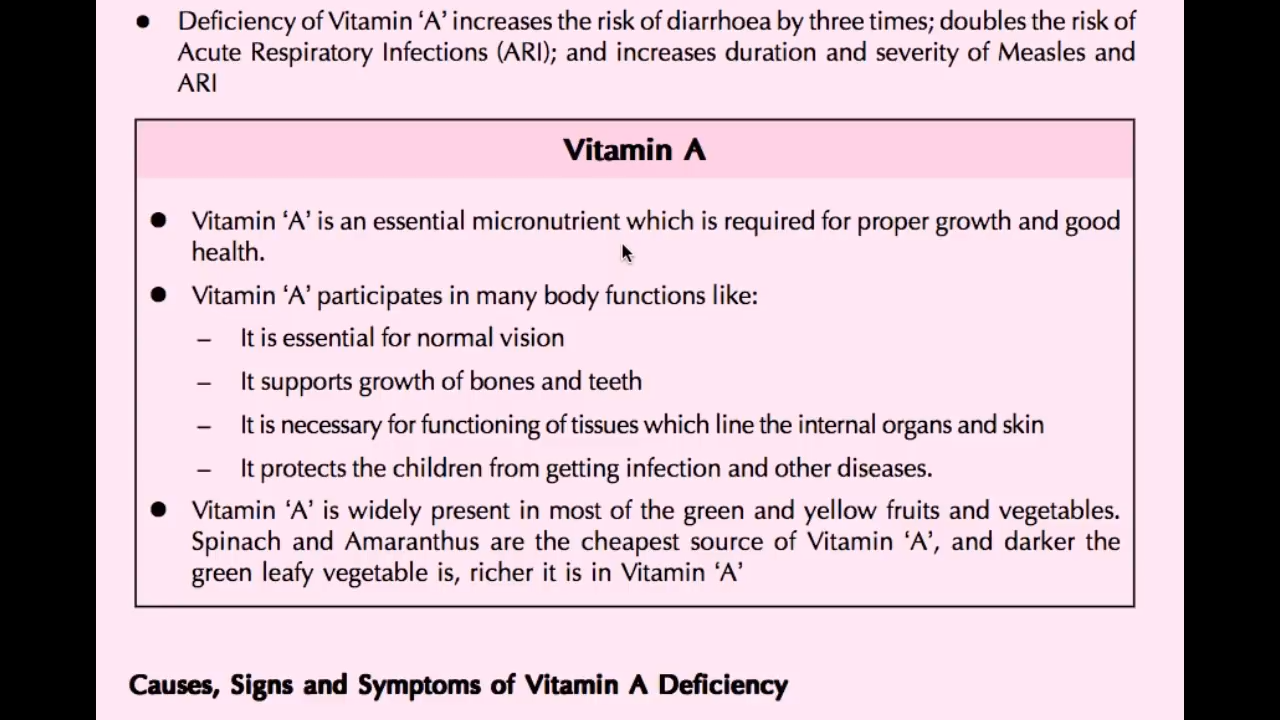 ● Deficiency of Vitamin ‘A’ increases the risk of diarrhoea by three times; doubles the risk of
Acute Respiratory Infections (ARI); and increases duration and severity of Measles and
ARI
Vitamin A
● Vitamin ‘A’ is an essential micronutrient which is required for proper growth and good
health.
● Vitamin ‘A’ participates in many body functions like:
– It is essential for normal vision
– It supports growth of bones and teeth
– It is necessary for functioning of tissues which line the internal organs and skin
– It protects the children from getting infection and other diseases.
● Vitamin ‘A’ is widely present in most of the green and yellow fruits and vegetables.
Spinach and Amaranthus are the cheapest source of Vitamin ‘A’, and darker the
green leafy vegetable is, richer it is in Vitamin ‘A’
Causes, Signs and Symptoms of Vitamin A Deficiency